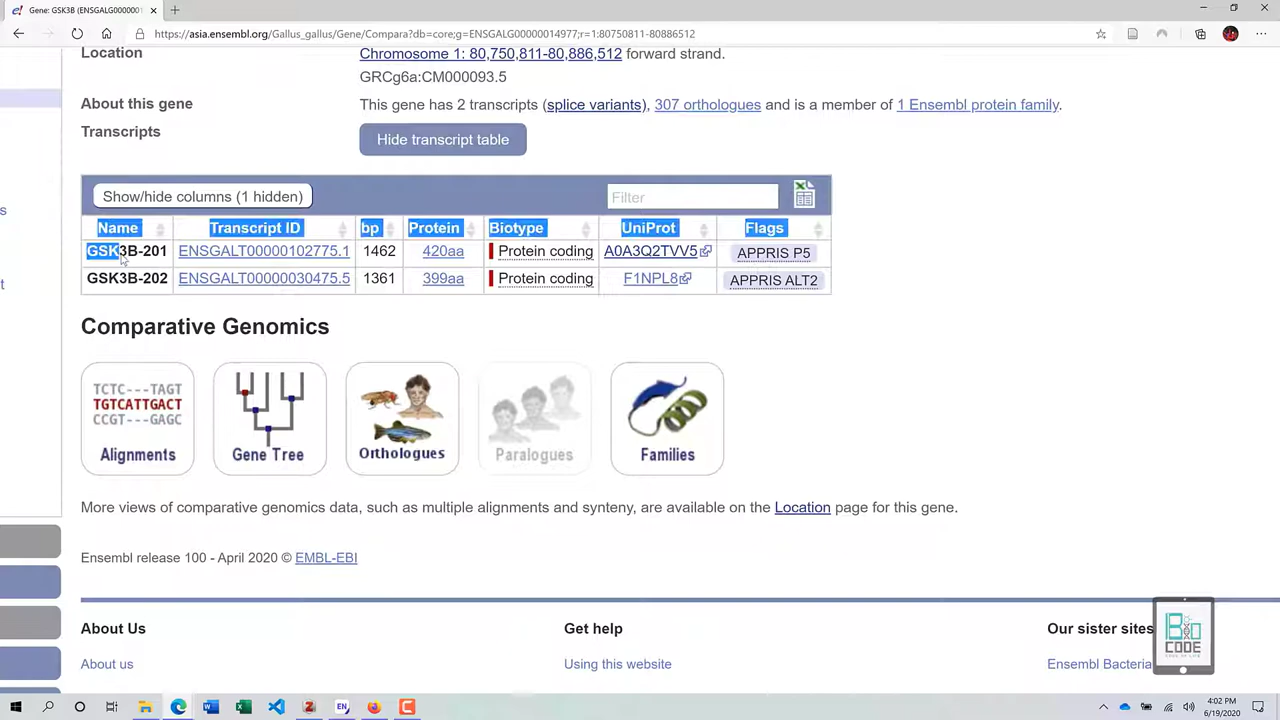 Gene: GSK3B (ENSGALG00000001
https://asia.ensembl.org/Gallus_gallus/Gene/Compara?db=core;g=ENSGALG00000014977;r=1:80750811-80886512
Location
Chromosome 1: 80,750,811-80,886,512 forward strand.
GRCg6a:CM000093.5
About this gene
This gene has 2 transcripts (splice variants), 307 orthologues and is a member of 1 Ensembl protein family.
Transcripts
Hide transcript table
Show/hide columns (1 hidden)
Filter
Name Transcript ID bp Protein Biotype UniProt Flags
GSK3B-201 ENSGALT00000102775.1 1462 420aa Protein coding A0A3Q2TVV5 APPRIS P5
GSK3B-202 ENSGALT00000030475.5 1361 399aa Protein coding F1NPL8 APPRIS ALT2
s
t
Comparative Genomics
TCTC---TAGT
TGTCATTGACT
CCGT---GAGC
Alignments
Gene Tree
Orthologues
Paralogues
Families
More views of comparative genomics data, such as multiple alignments and synteny, are available on the Location page for this gene.
Ensembl release 100 - April 2020 © EMBL-EBI
About Us
Get help
Our sister sites
About us
Using this website
Ensembl Bacteria
CODE
EN
4:02 PM
6/19/2020